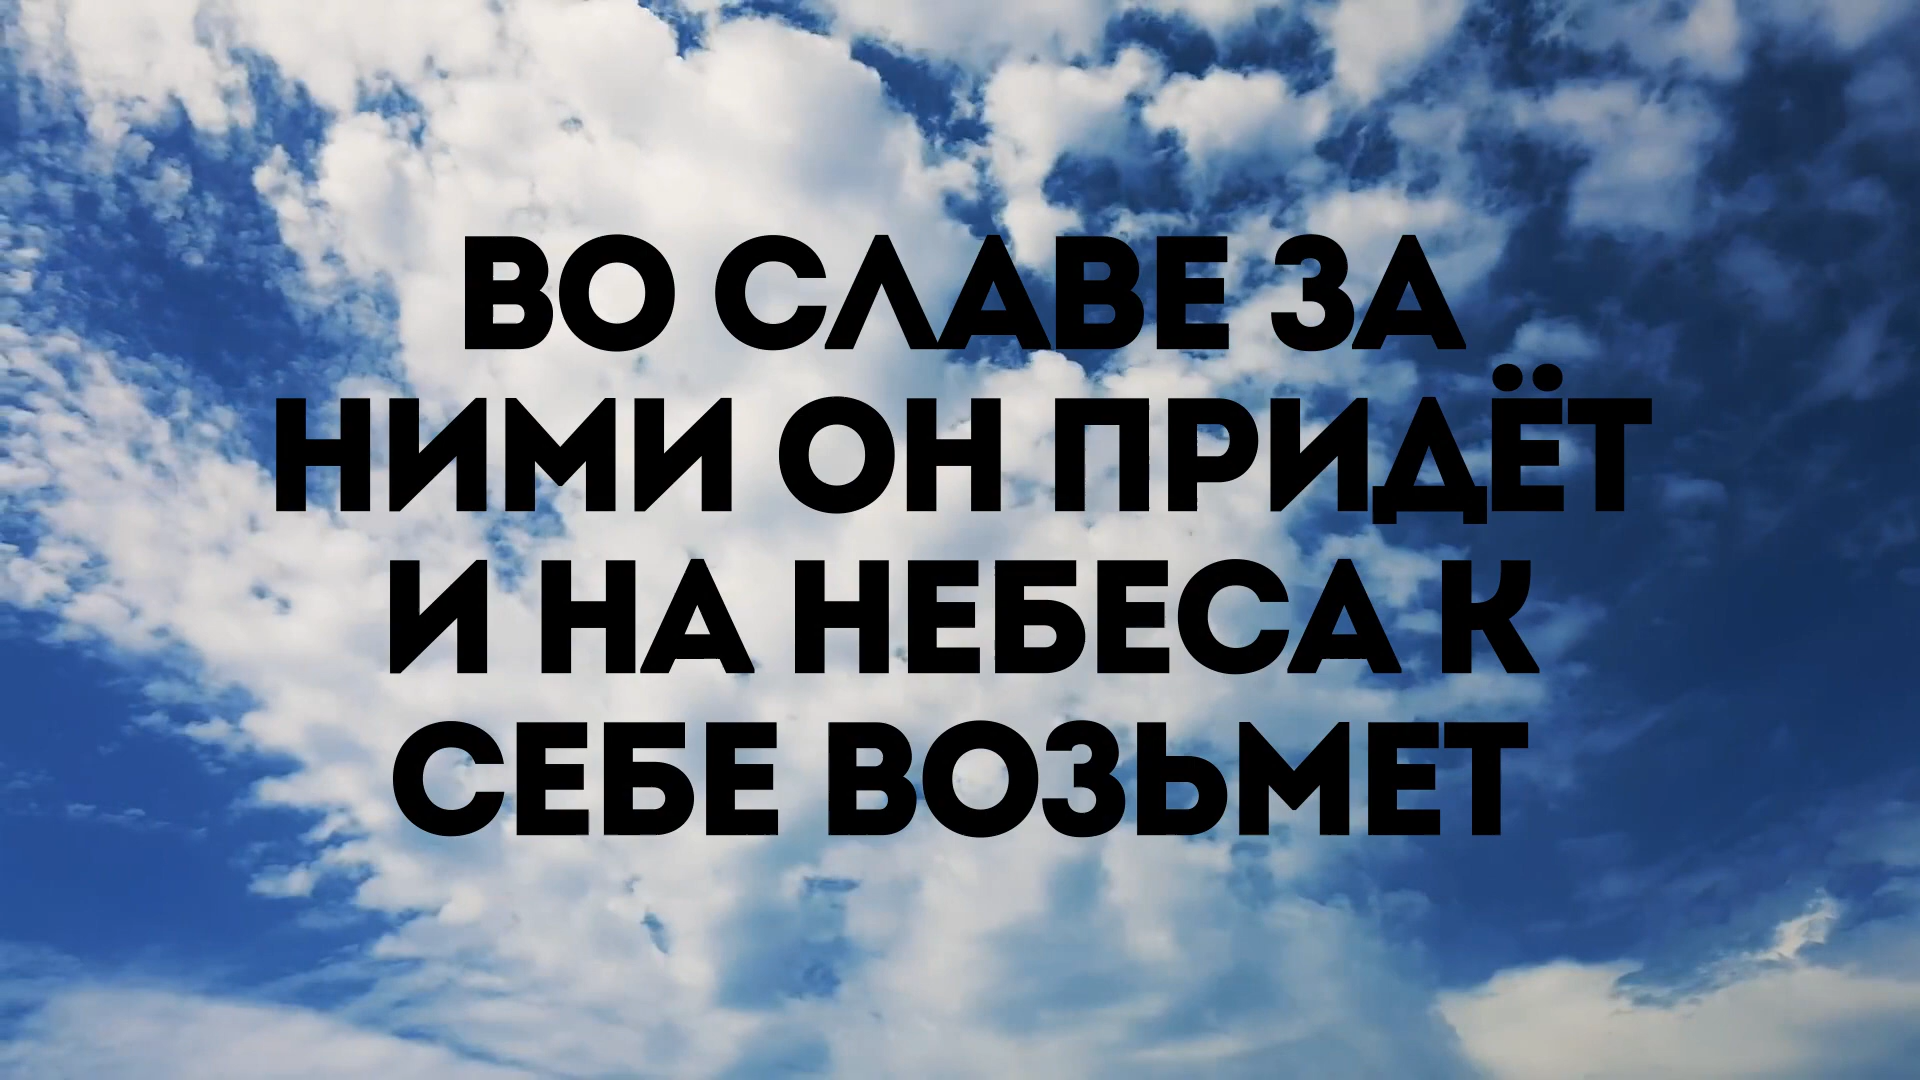 ВО СЛАВЕ ЗА
НИМИ ОН ПРИДЁТ
И НА НЕБЕСА К
СЕБЕ ВОЗЬМЕТ